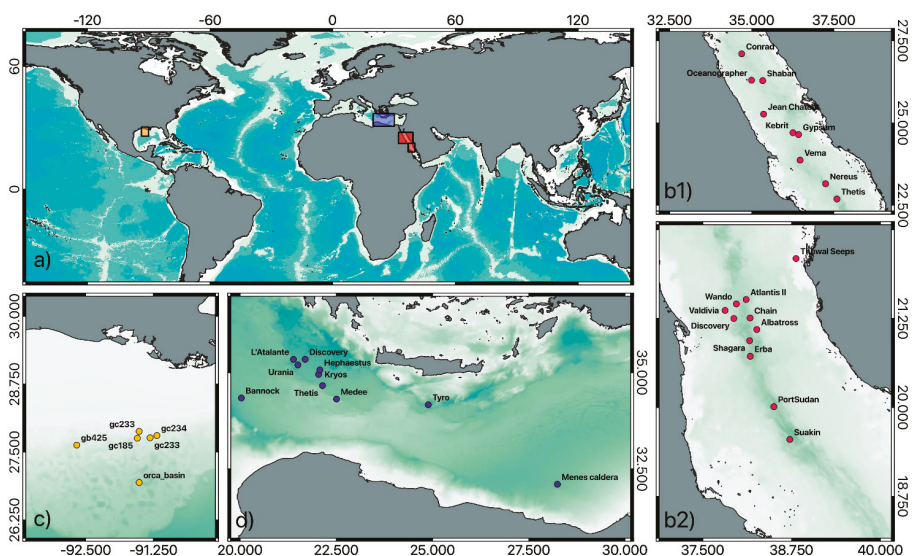 -120 -60 0 60 120
60
0
a)
32.500 35.000 37.500
27.500
25.000
22.500
Conrad
Oceanographer
Shaban
Kebrit
Gypsum
Vema
Nereus
Thetis
b1)
Thuwal Seeps
Wando
Atlantis II
Valdivia
Chain
Discovery
Albatross
Shagara
Erba
PortSudan
Suakin
b2)
21.250
20.000
18.750
37.500 38.750 40.000
30.000
28.750
27.500
26.250
gc233
gc234
gb425
gc185
gc233
orca_basin
c)
-92.500 -91.250
L'Atalante
Discovery
Hephaestus
Urania
Kryos
Bannock
Thetis
Medee
Tyro
Menes caldera
d)
35.000
32.500
20.000 22.500 25.000 27.500 30.000